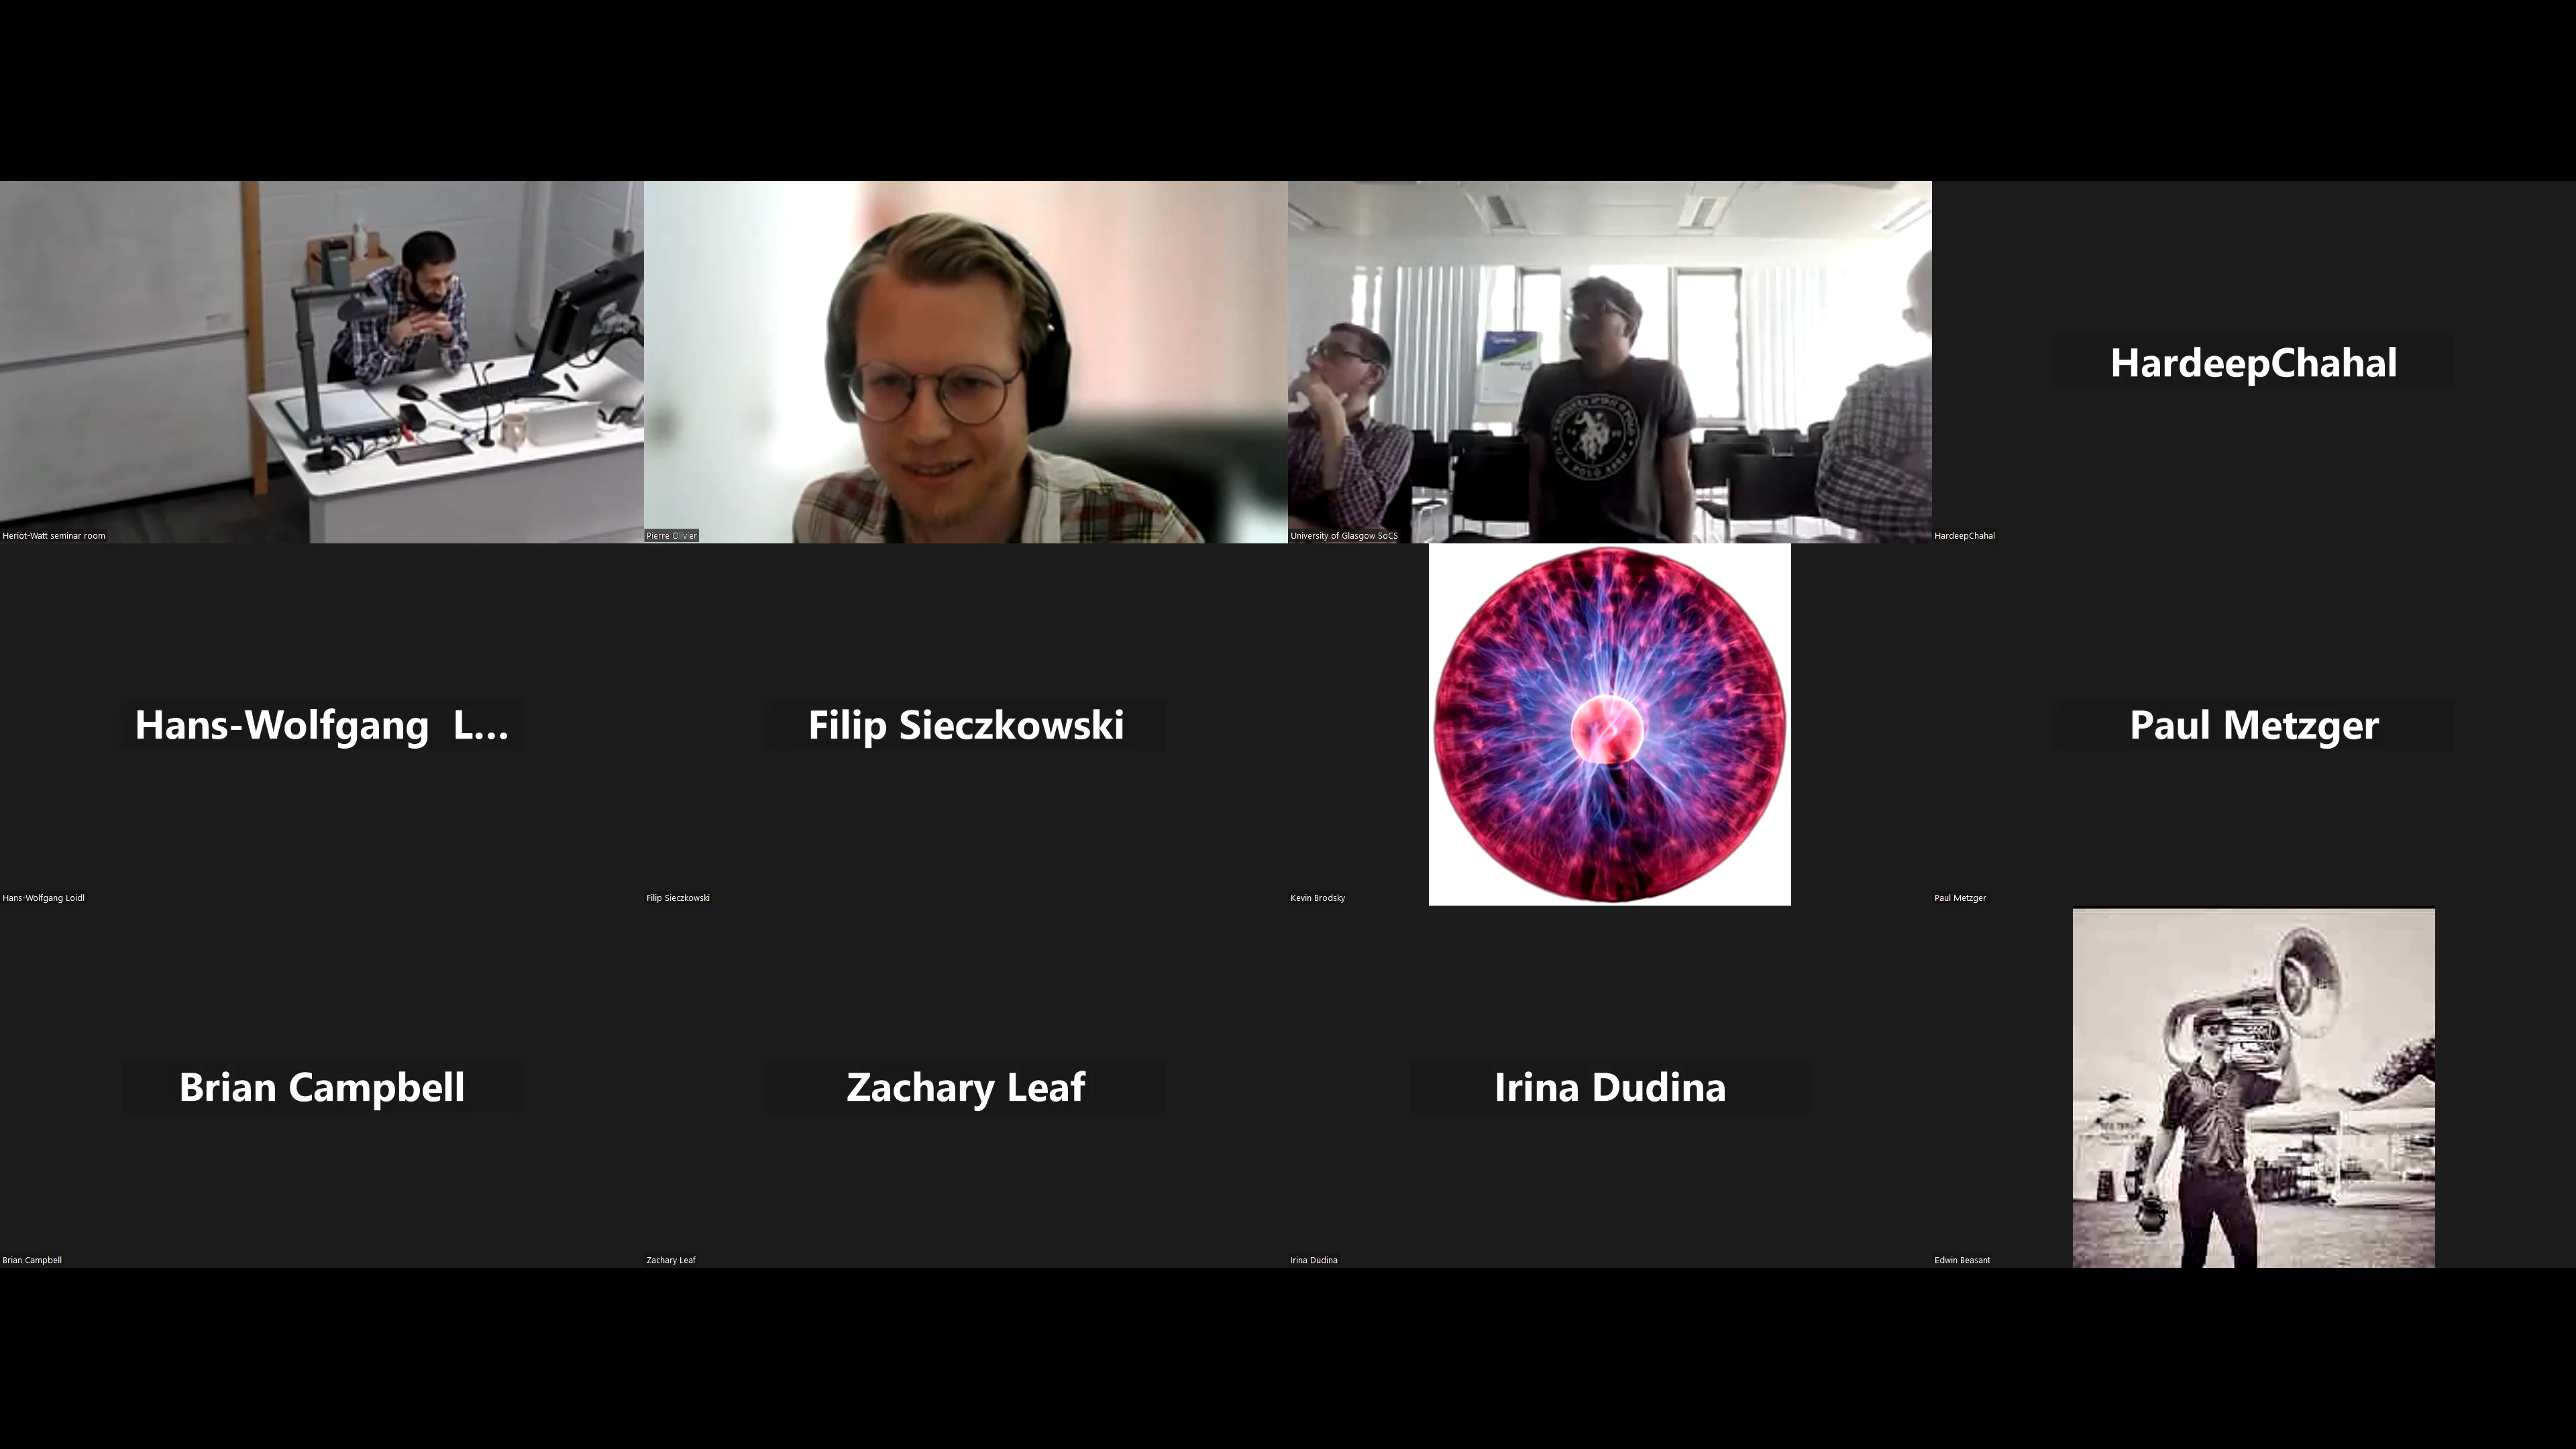 Heriot-Watt seminar room
Pierre Olivier
U.S. POLO ASSN
University of Glasgow SoCS
HardeepChahal
HardeepChahal
Hans-Wolfgang L...
Hans-Wolfgang Loidl
Filip Sieczkowski
Filip Sieczkowski
Kevin Brodsky
Paul Metzger
Paul Metzger
Brian Campbell
Brian Campbell
Zachary Leaf
Zachary Leaf
Irina Dudina
Irina Dudina
Edwin Beasant